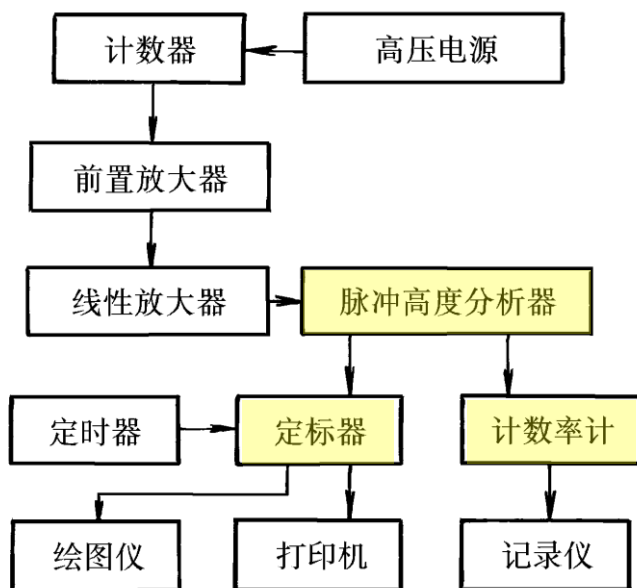 计数器
高压电源
前置放大器
线性放大器
脉冲高度分析器
定时器
定标器
计数率计
绘图仪
打印机
记录仪